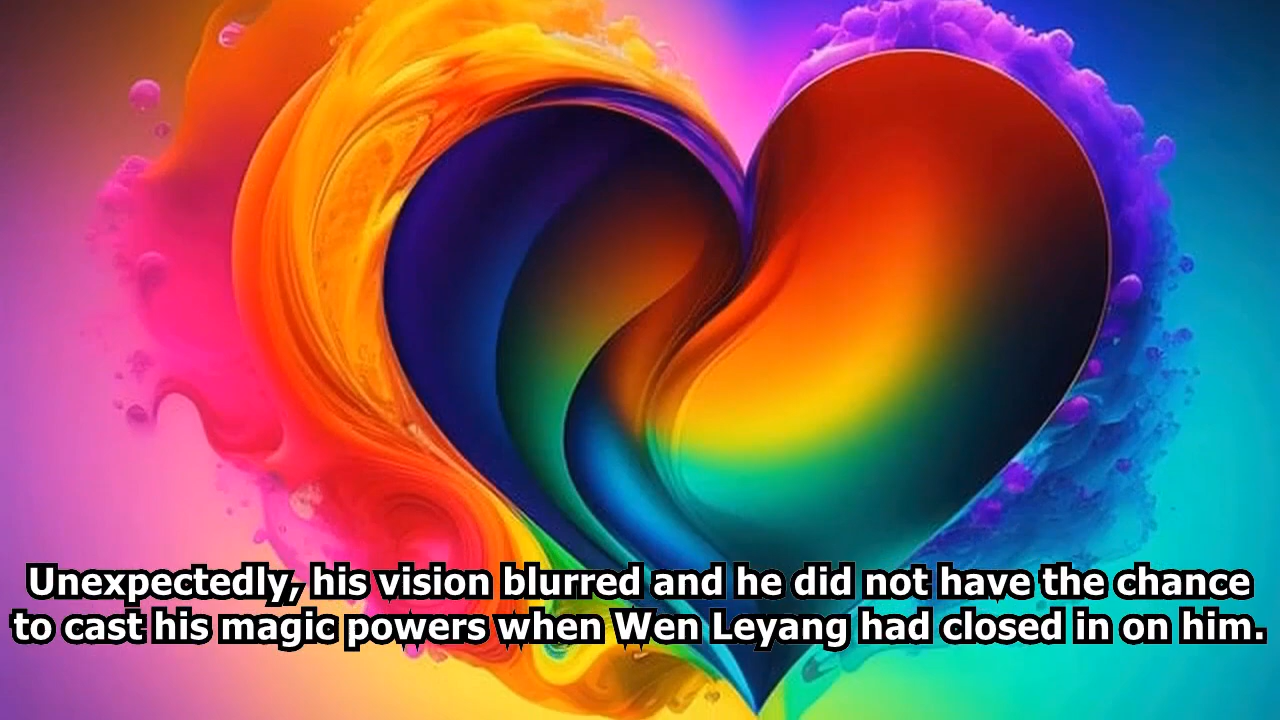 Unexpectedly, his vision blurred and he did not have the chance
to cast his magic powers when Wen Leyang had closed in on him.